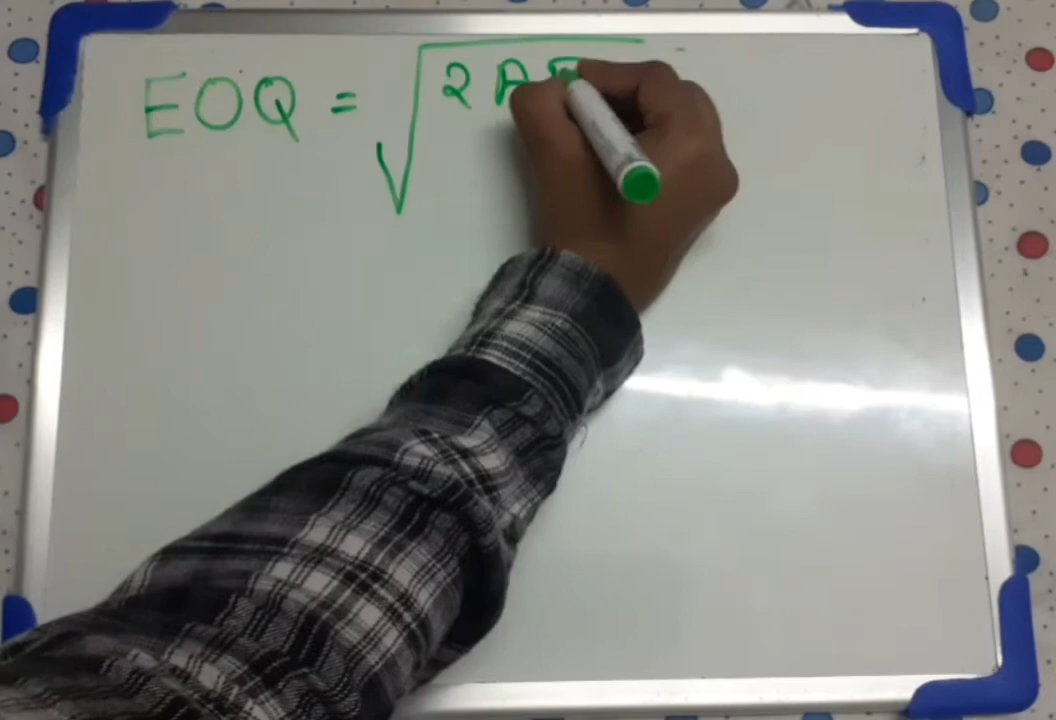 EOQ = √2A